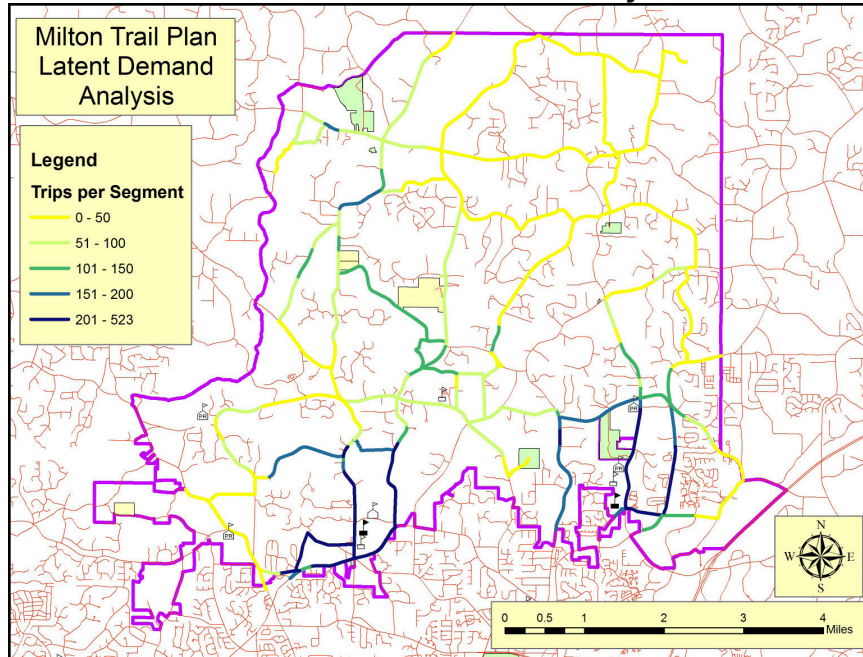 Milton Trail Plan
Latent Demand
Analysis
Legend
Trips per Segment
0 - 50
51 - 100
101 - 150
151 - 200
201 - 523
PR
PR
PR
PR
N
W E
S
0 0.5 1 2 3 4
Miles